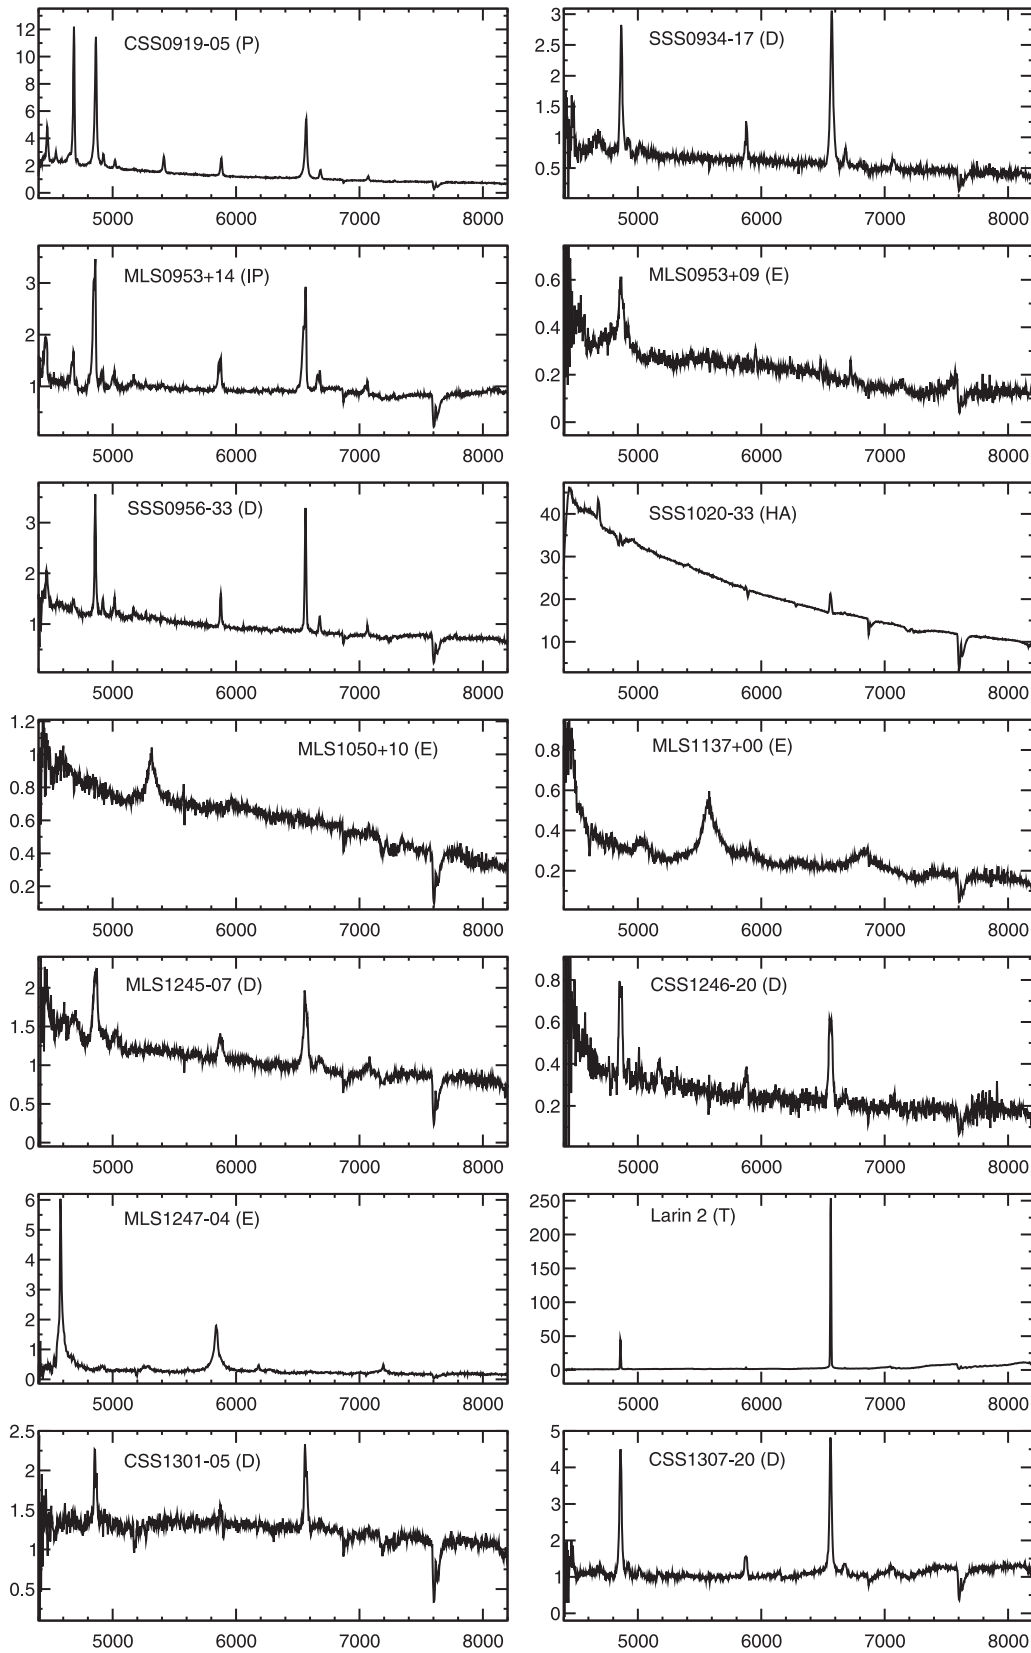 CSS0919-05 (P)
12
10
8
6
4
2
0
5000 6000 7000 8000
SSS0934-17 (D)
3
2.5
2
1.5
1
0.5
5000 6000 7000 8000
MLS0953+14 (IP)
3
2
1
5000 6000 7000 8000
MLS0953+09 (E)
0.6
0.4
0.2
0
5000 6000 7000 8000
SSS0956-33 (D)
3
2
1
5000 6000 7000 8000
SSS1020-33 (HA)
40
30
20
10
5000 6000 7000 8000
MLS1050+10 (E)
1.2
1
0.8
0.6
0.4
0.2
5000 6000 7000 8000
MLS1137+00 (E)
0.8
0.6
0.4
0.2
5000 6000 7000 8000
MLS1245-07 (D)
2
1.5
1
0.5
0
5000 6000 7000 8000
CSS1246-20 (D)
0.8
0.6
0.4
0.2
5000 6000 7000 8000
MLS1247-04 (E)
6
5
4
3
2
1
0
5000 6000 7000 8000
Larin 2 (T)
250
200
150
100
50
0
5000 6000 7000 8000
CSS1301-05 (D)
2.5
2
1.5
1
0.5
5000 6000 7000 8000
CSS1307-20 (D)
5
4
3
2
1
0
5000 6000 7000 8000